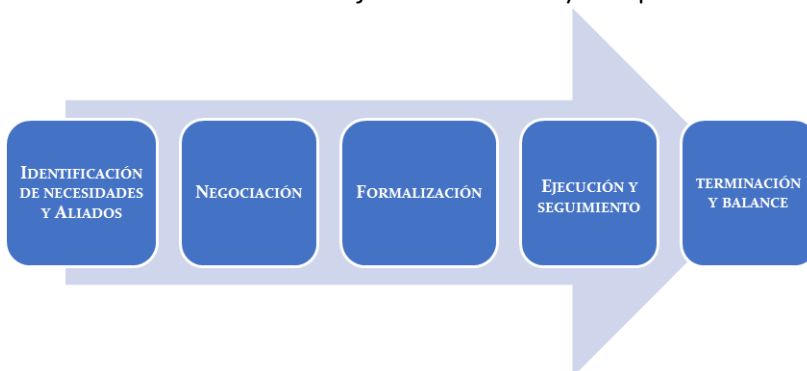 IDENTIFICACIÓN
DE NECESIDADES
Y ALIADOS
NEGOCIACIÓN
FORMALIZACIÓN
EJECUCIÓN Y
SEGUIMIENTO
TERMINACIÓN
Y BALANCE